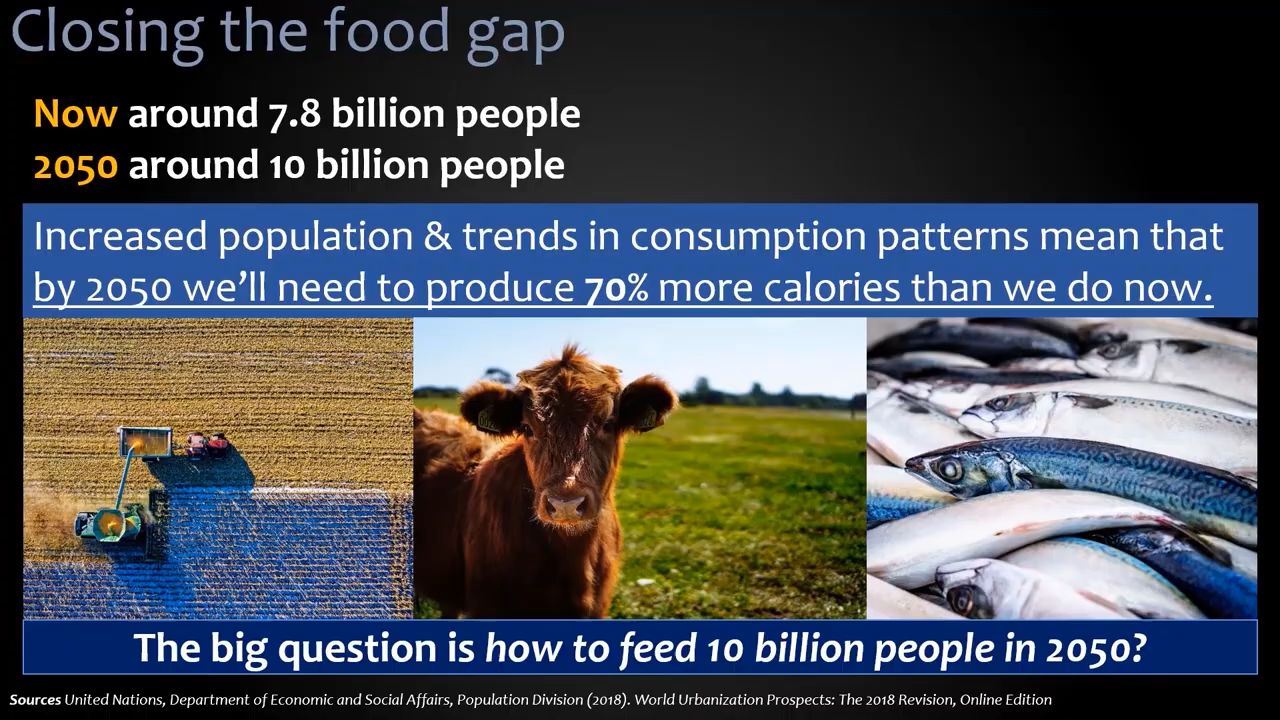 Closing the food gap
Now around 7.8 billion people
2050 around 10 billion people
Increased population & trends in consumption patterns mean that
by 2050 we’ll need to produce 70% more calories than we do now.
The big question is how to feed 10 billion people in 2050?
Sources United Nations, Department of Economic and Social Affairs, Population Division (2018). World Urbanization Prospects: The 2018 Revision, Online Edition